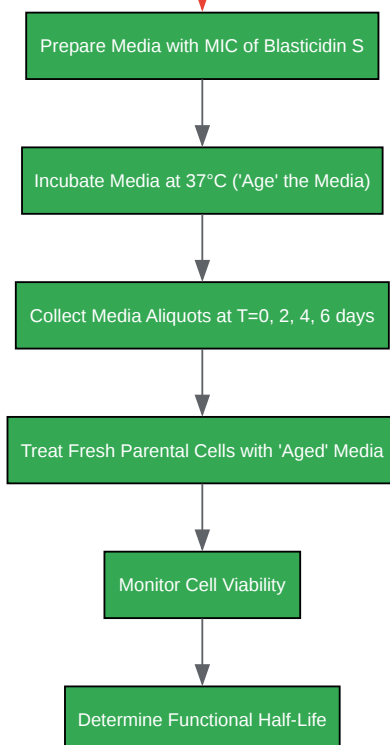 Prepare Media with MIC of Blasticidin S
Incubate Media at 37°C ('Age' the Media)
Collect Media Aliquots at T=0, 2, 4, 6 days
Treat Fresh Parental Cells with 'Aged' Media
Monitor Cell Viability
Determine Functional Half-Life